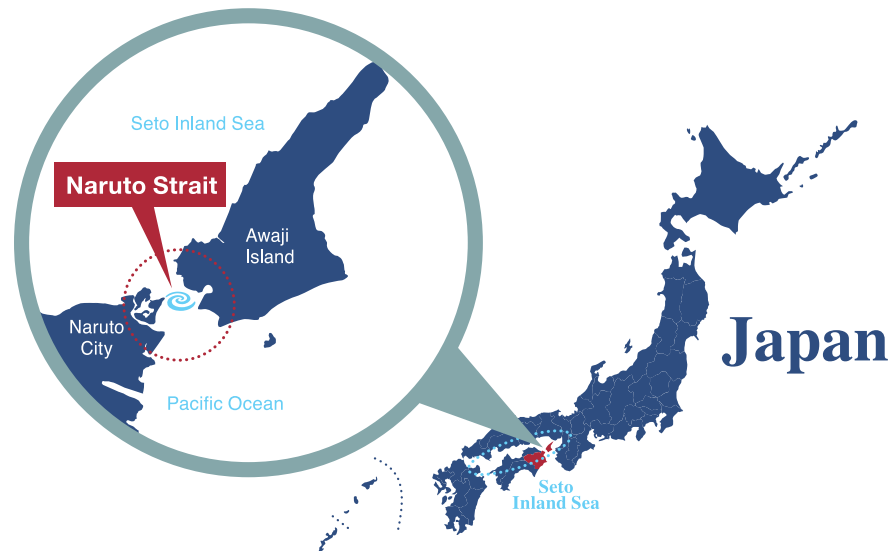 Seto Inland Sea
Naruto Strait
Awaji
Island
Naruto
City
Pacific Ocean
Japan
Seto
Inland Sea